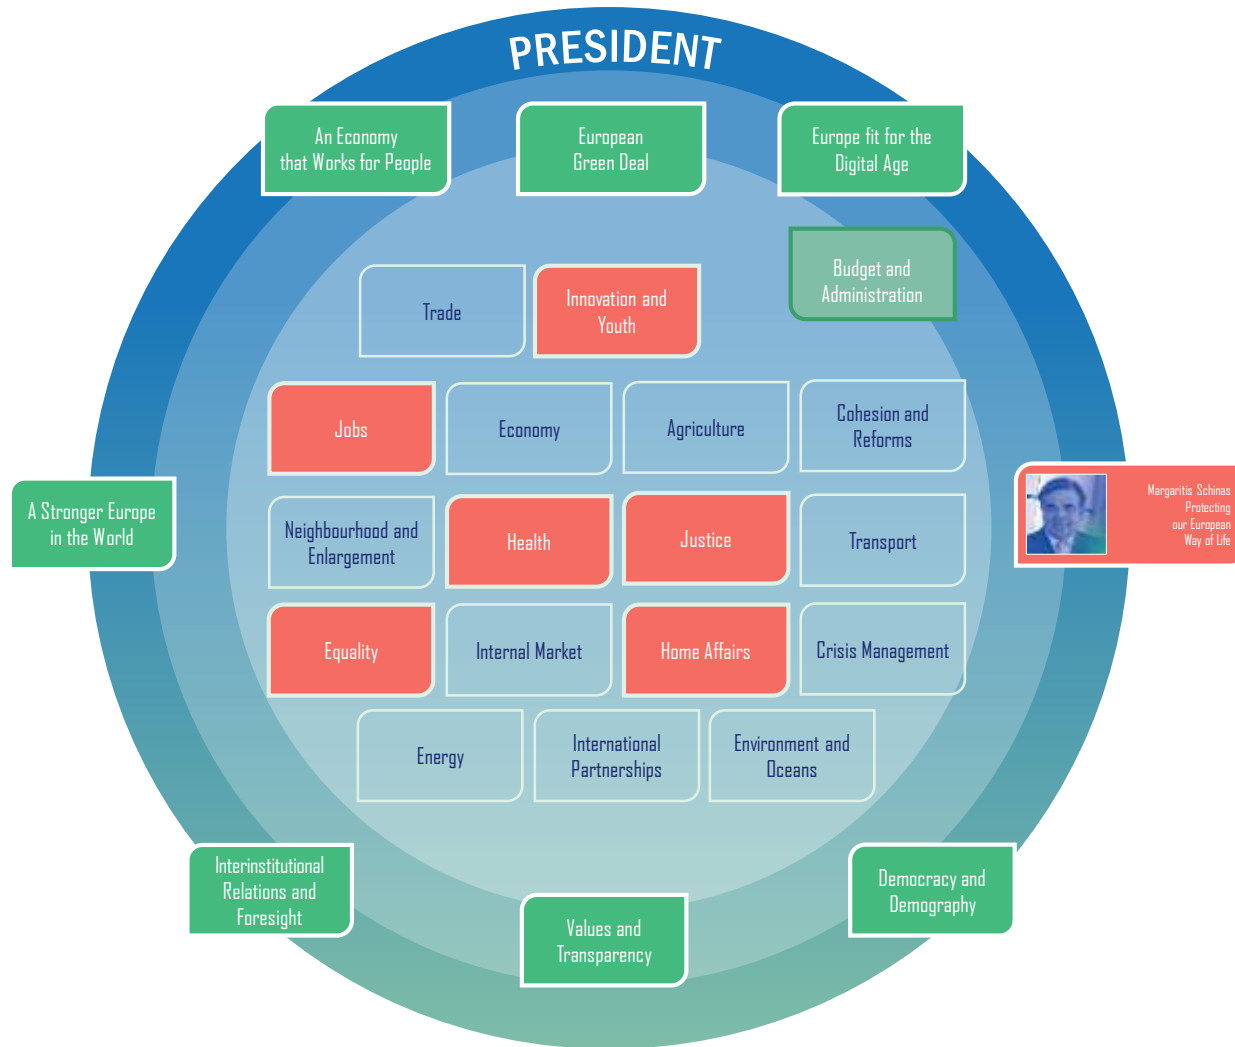 PRESIDENT
An Economy
that Works for People
European
Green Deal
Europe fit for the
Digital Age
Budget and
Administration
Trade
Innovation and
Youth
Jobs
Economy
Agriculture
Cohesion and
Reforms
A Stronger Europe
in the World
Neighbourhood and
Enlargement
Health
Justice
Transport
Margaritis Schinas
Protecting
our European
Way of Life
Equality
Internal Market
Home Affairs
Crisis Management
Energy
International
Partnerships
Environment and
Oceans
Interinstitutional
Relations and
Foresight
Values and
Transparency
Democracy and
Demography